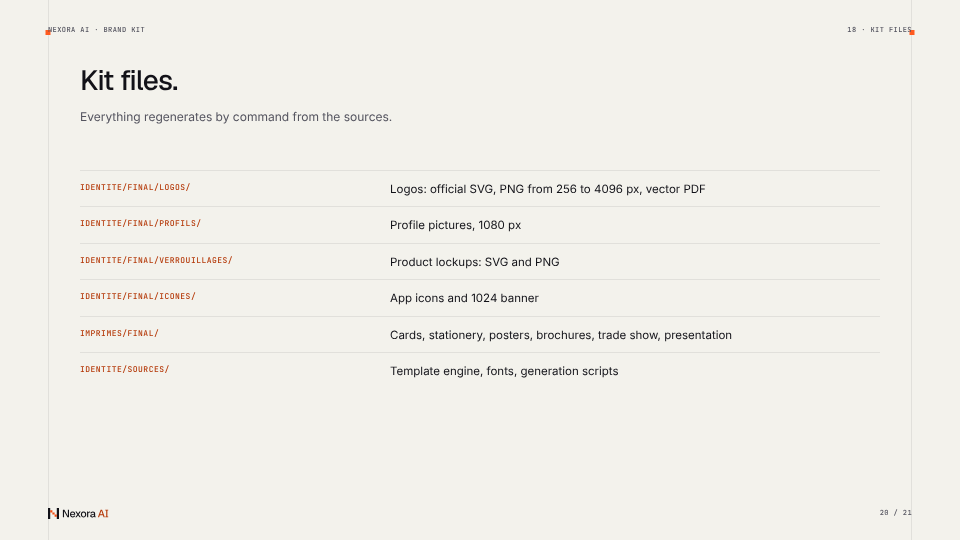 NEXORA AI · BRAND KIT
18 · KIT FILES
Kit files.
Everything regenerates by command from the sources.
IDENTITE/FINAL/LOGOS/
Logos: official SVG, PNG from 256 to 4096 px, vector PDF
IDENTITE/FINAL/PROFILS/
Profile pictures, 1080 px
IDENTITE/FINAL/VERROUILLAGES/
Product lockups: SVG and PNG
IDENTITE/FINAL/ICONES/
App icons and 1024 banner
IMPRIMES/FINAL/
Cards, stationery, posters, brochures, trade show, presentation
IDENTITE/SOURCES/
Template engine, fonts, generation scripts
Nexora AI
20 / 21